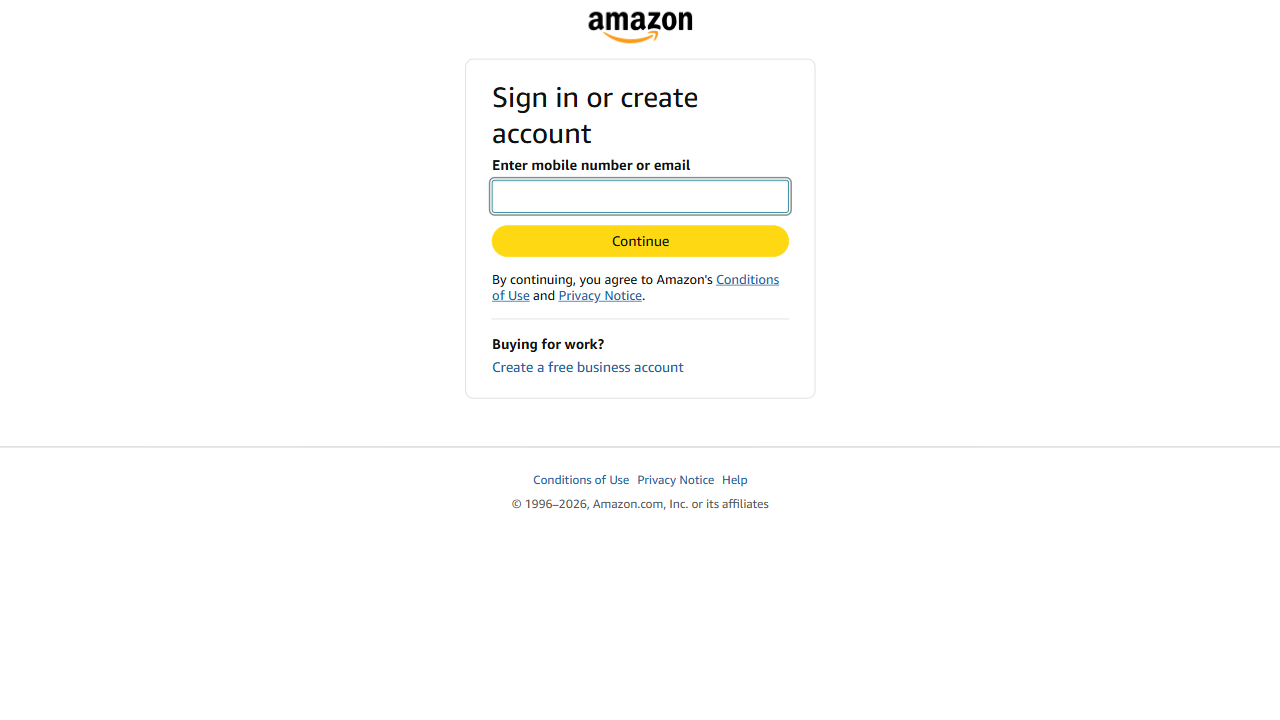 amazon
Sign in or create
account
Enter mobile number or email
Continue
By continuing, you agree to Amazon's Conditions
of Use and Privacy Notice.
Buying for work?
Create a free business account
Conditions of Use Privacy Notice Help
© 1996–2026, Amazon.com, Inc. or its affiliates